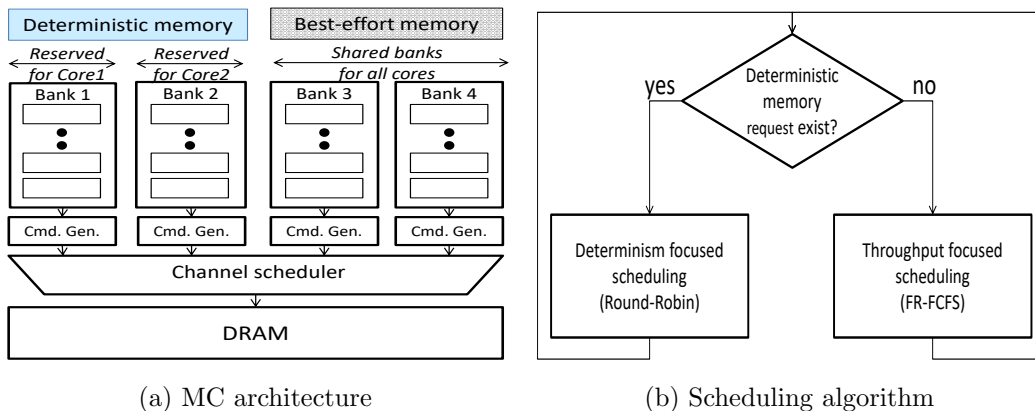 Deterministic memory
Best-effort memory
Reserved
for Core1
Reserved
for Core2
Shared banks
for all cores
Bank 1
Bank 2
Bank 3
Bank 4
Cmd. Gen.
Cmd. Gen.
Cmd. Gen.
Cmd. Gen.
Channel scheduler
DRAM
(a) MC architecture
Deterministic
memory
request exist?
yes
no
Determinism focused
scheduling
(Round-Robin)
Throughput focused
scheduling
(FR-FCFS)
(b) Scheduling algorithm